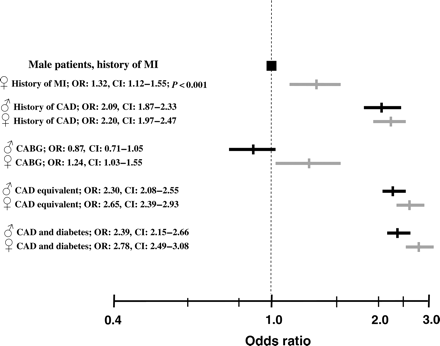 Male patients, history of MI
♀ History of MI; OR: 1.32, CI: 1.12–1.55; P < 0.001
♂ History of CAD; OR: 2.09, CI: 1.87–2.33
♀ History of CAD; OR: 2.20, CI: 1.97–2.47
♂ CABG; OR: 0.87, CI: 0.71–1.05
♀ CABG; OR: 1.24, CI: 1.03–1.55
♂ CAD equivalent; OR: 2.30, CI: 2.08–2.55
♀ CAD equivalent; OR: 2.65, CI: 2.39–2.93
♂ CAD and diabetes; OR: 2.39, CI: 2.15–2.66
♀ CAD and diabetes; OR: 2.78, CI: 2.49–3.08
0.4 1.0 2.0 3.0
Odds ratio